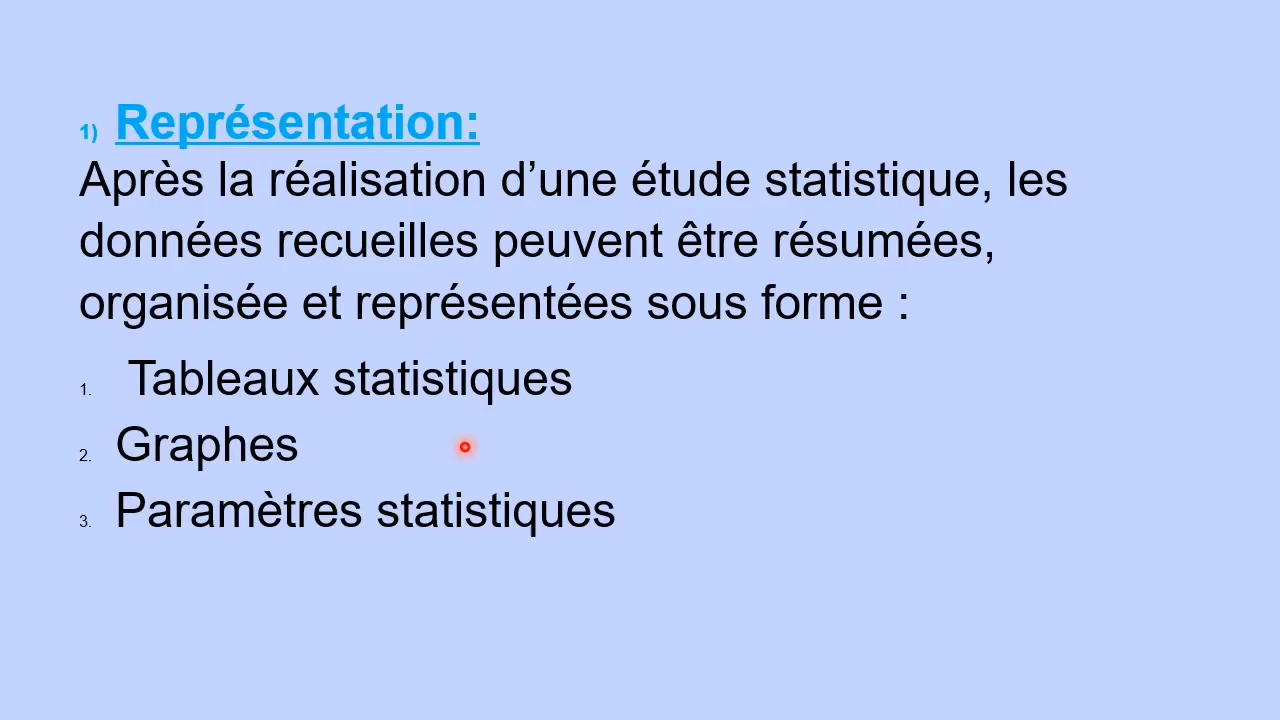 1) Représentation:
Après la réalisation d’une étude statistique, les
données recueilles peuvent être résumées,
organisée et représentées sous forme :
1. Tableaux statistiques
2. Graphes
3. Paramètres statistiques